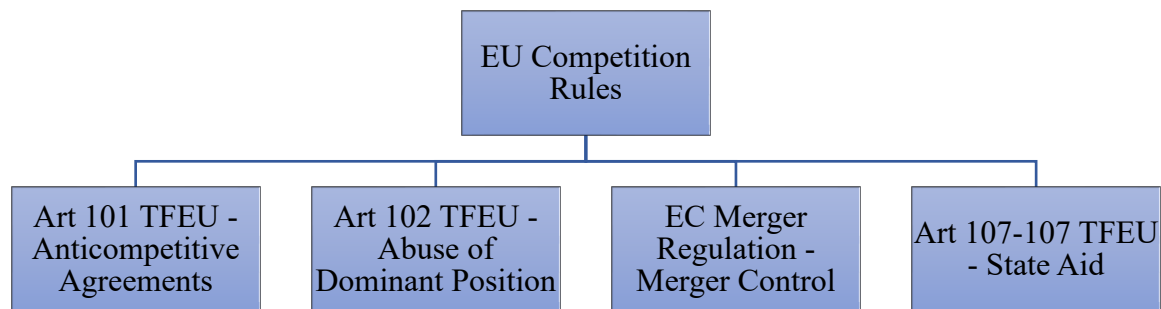 EU Competition
Rules
Art 101 TFEU -
Anticompetitive
Agreements
Art 102 TFEU -
Abuse of
Dominant Position
EC Merger
Regulation -
Merger Control
Art 107-107 TFEU
- State Aid